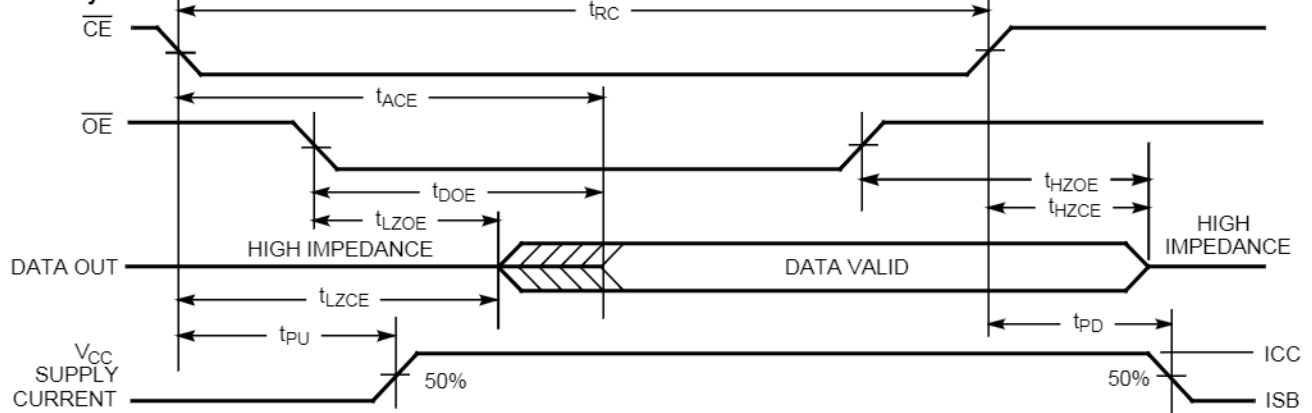 tRC
CE
tACE
OE
tDOE
tHZOE
tLZOE
tHZCE
HIGH IMPEDANCE
HIGH
IMPEDANCE
DATA OUT
DATA VALID
tLZCE
tPU
tPD
VCC
SUPPLY
CURRENT
50%
50%
ICC
ISB